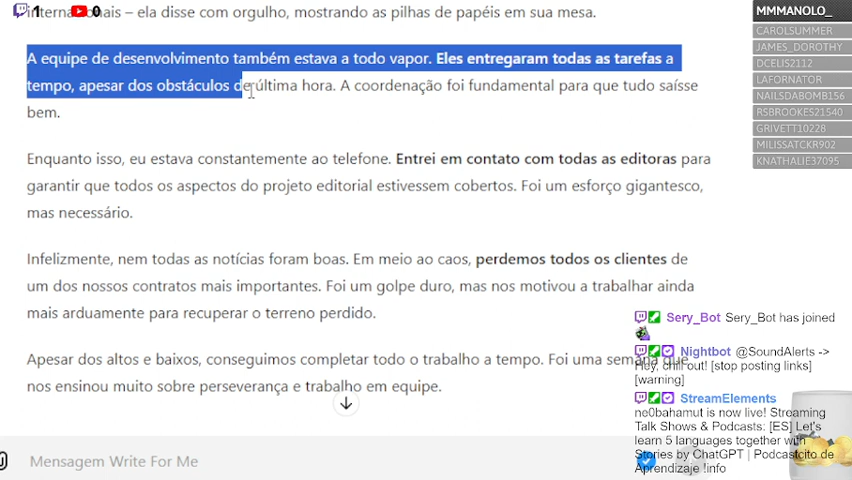 1 0
internacionais – ela disse com orgulho, mostrando as pilhas de papéis em sua mesa.
A equipe de desenvolvimento também estava a todo vapor. Eles entregaram todas as tarefas a
tempo, apesar dos obstáculos de última hora. A coordenação foi fundamental para que tudo saísse
bem.
Enquanto isso, eu estava constantemente ao telefone. Entrei em contato com todas as editoras para
garantir que todos os aspectos do projeto editorial estivessem cobertos. Foi um esforço gigantesco,
mas necessário.
Infelizmente, nem todas as notícias foram boas. Em meio ao caos, perdemos todos os clientes de
um dos nossos contratos mais importantes. Foi um golpe duro, mas nos motivou a trabalhar ainda
mais arduamente para recuperar o terreno perdido.
Apesar dos altos e baixos, conseguimos completar todo o trabalho a tempo. Foi uma semana que
nos ensinou muito sobre perseverança e trabalho em equipe.
Mensagem Write For Me
MMMANOLO_
CAROLSUMMER
JAMES_DOROTHY
DCELIS2112
LAFORNATOR
NAILSDABOMB156
RSBROOKES21540
GRIVETT10228
MILISSATCKR902
KNATHALIE37095
Sery_Bot Sery_Bot has joined
Nightbot @SoundAlerts ->
Hey, chill out! [stop posting links]
[warning]
StreamElements
ne0bahamut is now live! Streaming
Talk Shows & Podcasts: [ES] Let's
learn 5 languages together with
Stories by ChatGPT | Podcastcito de
Aprendizaje !info